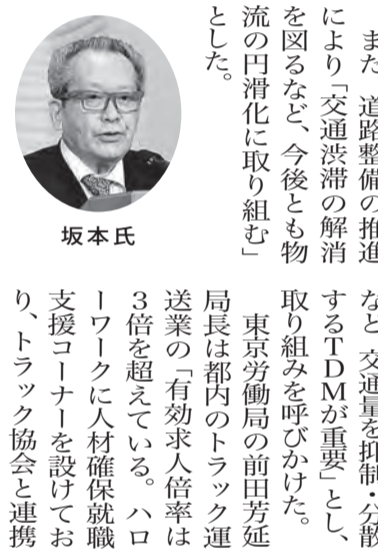 また、道路整備の推進
により「交通渋滞の解消
を図るなど、今後とも物
流の円滑化に取り組む」
とした。
坂本氏
など、交通量を抑制・分散
するTDMが重要」とし、
取り組みを呼びかけた。
東京労働局の前田芳延
局長は都内のトラック運
送業の「有効求人倍率は
3倍を超えている。ハロ
ーワークに人材確保就職
支援コーナーを設けてお
り、トラック協会と連携